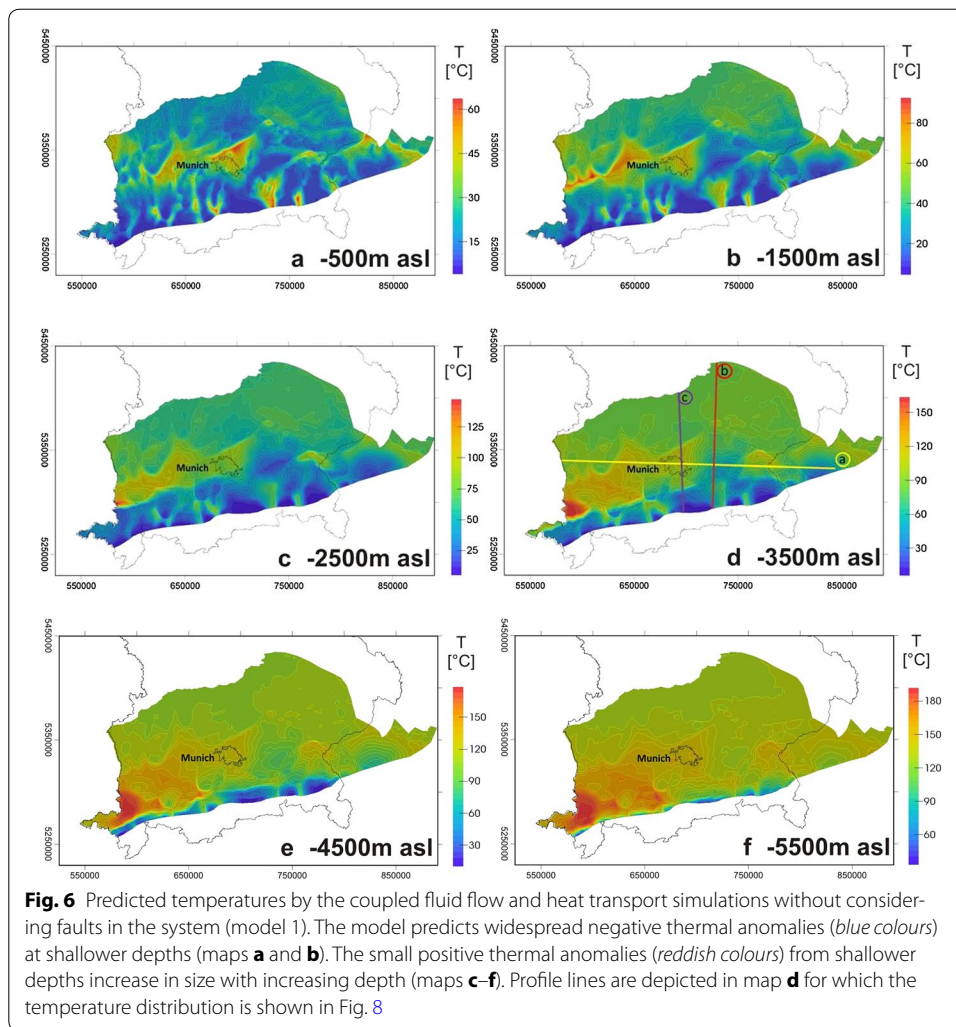 5450000
5350000
5250000
Munich
T
[°C]
60
45
30
15
a -500m asl
550000 650000 750000 850000
5450000
5350000
5250000
Munich
T
[°C]
80
60
40
20
b -1500m asl
550000 650000 750000 850000
5450000
5350000
5250000
Munich
T
[°C]
125
100
75
50
25
c -2500m asl
550000 650000 750000 850000
5450000
5350000
5250000
b
c
a
Munich
T
[°C]
150
120
90
60
30
d -3500m asl
550000 650000 750000 850000
5450000
5350000
5250000
Munich
T
[°C]
150
120
90
60
30
e -4500m asl
550000 650000 750000 850000
5450000
5350000
5250000
Munich
T
[°C]
180
150
120
90
60
f -5500m asl
550000 650000 750000 850000
Fig. 6 Predicted temperatures by the coupled fluid flow and heat transport simulations without consider-
ing faults in the system (model 1). The model predicts widespread negative thermal anomalies (blue colours)
at shallower depths (maps a and b). The small positive thermal anomalies (reddish colours) from shallower
depths increase in size with increasing depth (maps c–f). Profile lines are depicted in map d for which the
temperature distribution is shown in Fig. 8